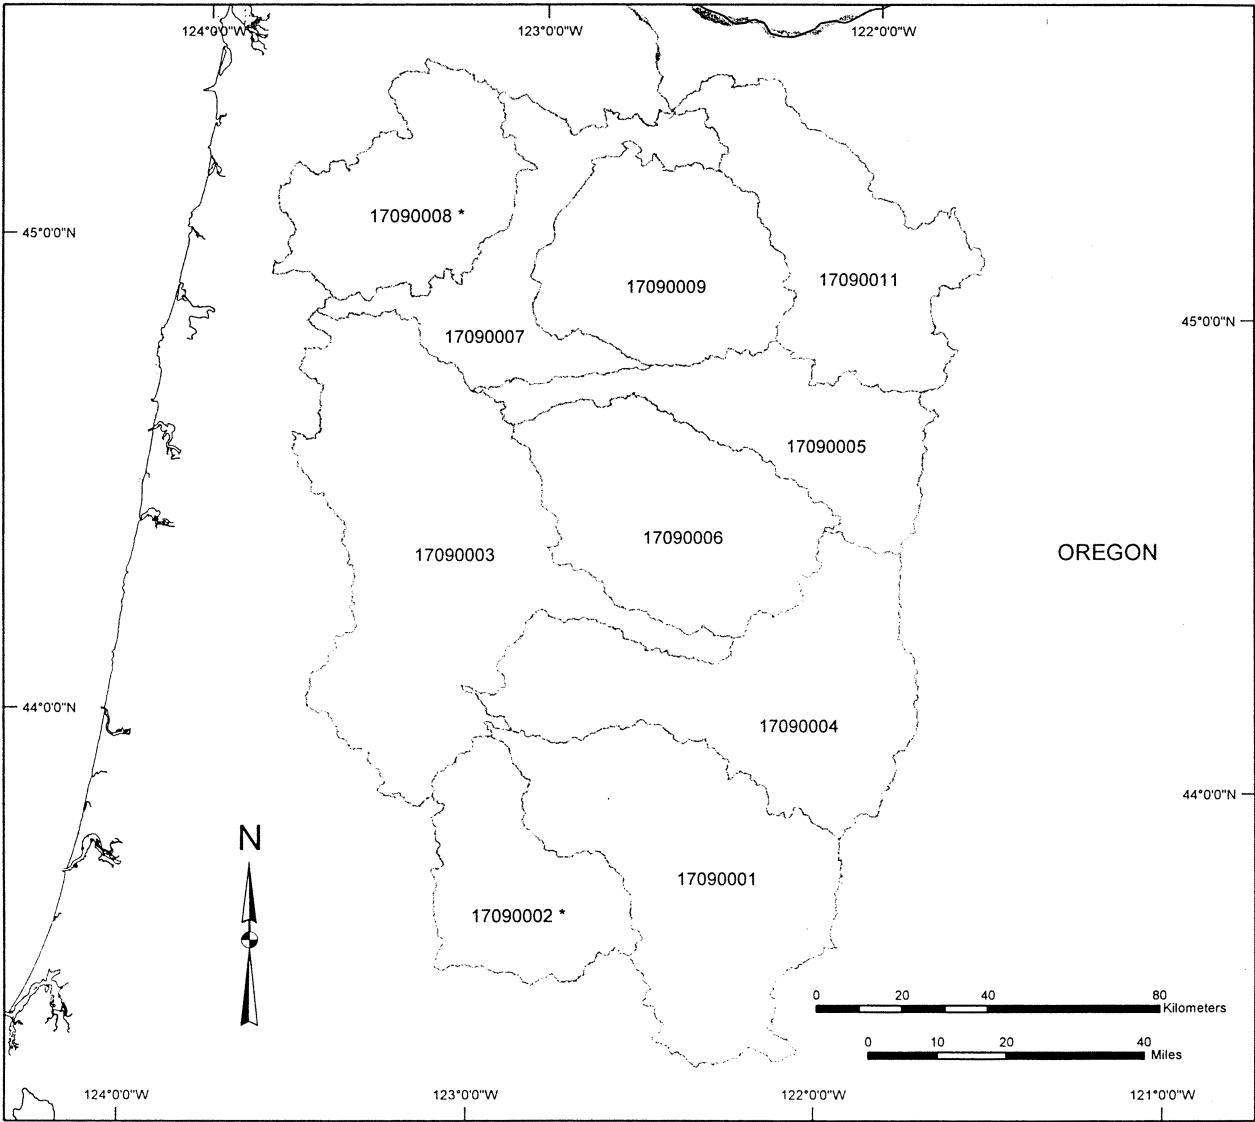 124°0'0"W 123°0'0"W 122°0'0"W
17090008 *
45°0'0"N
17090011
17090009
45°0'0"N
17090007
17090005
17090006
17090003
OREGON
44°0'0"N
17090004
44°0'0"N
N
17090001
17090002 *
0 20 40 80
Kilometers
0 10 20 40
Miles
124°0'0"W 123°0'0"W 122°0'0"W 121°0'0"W